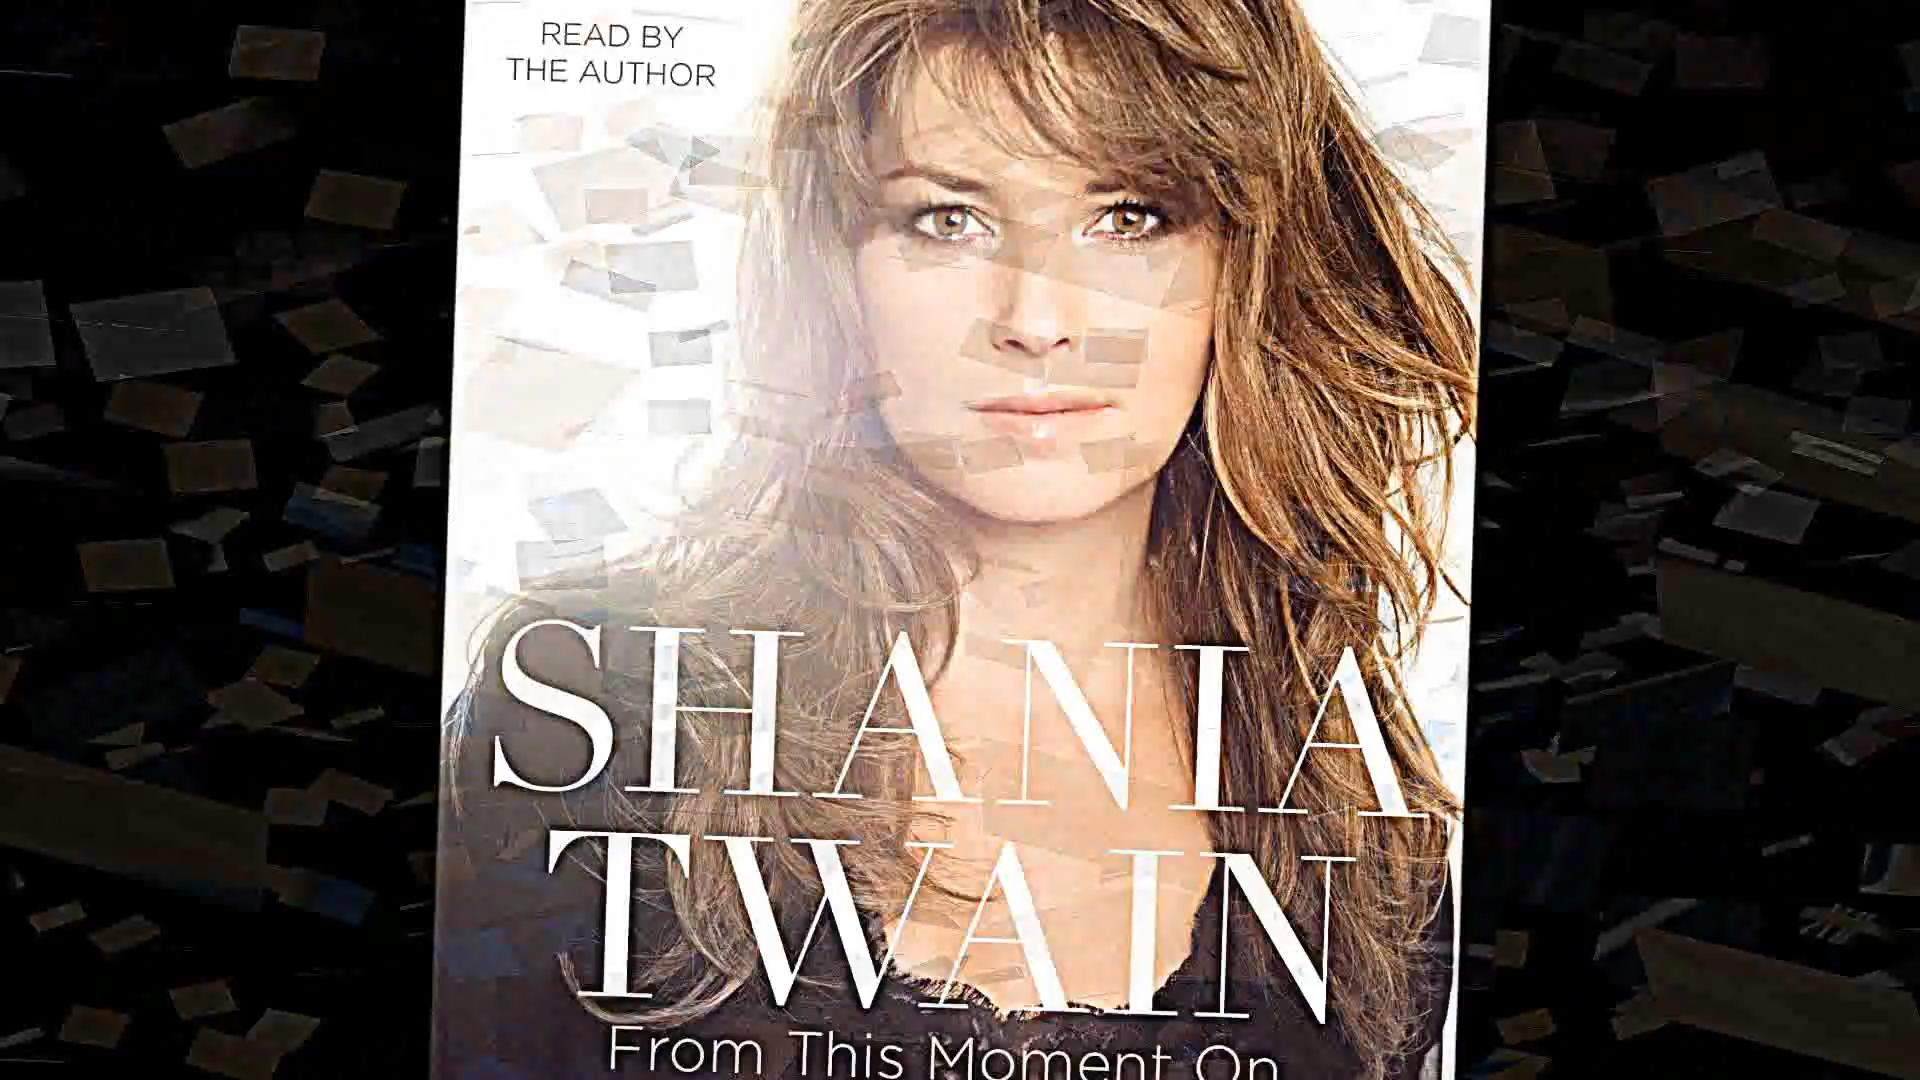 READ BY
THE AUTHOR
SHANIA
TWAIN
From This Moment On